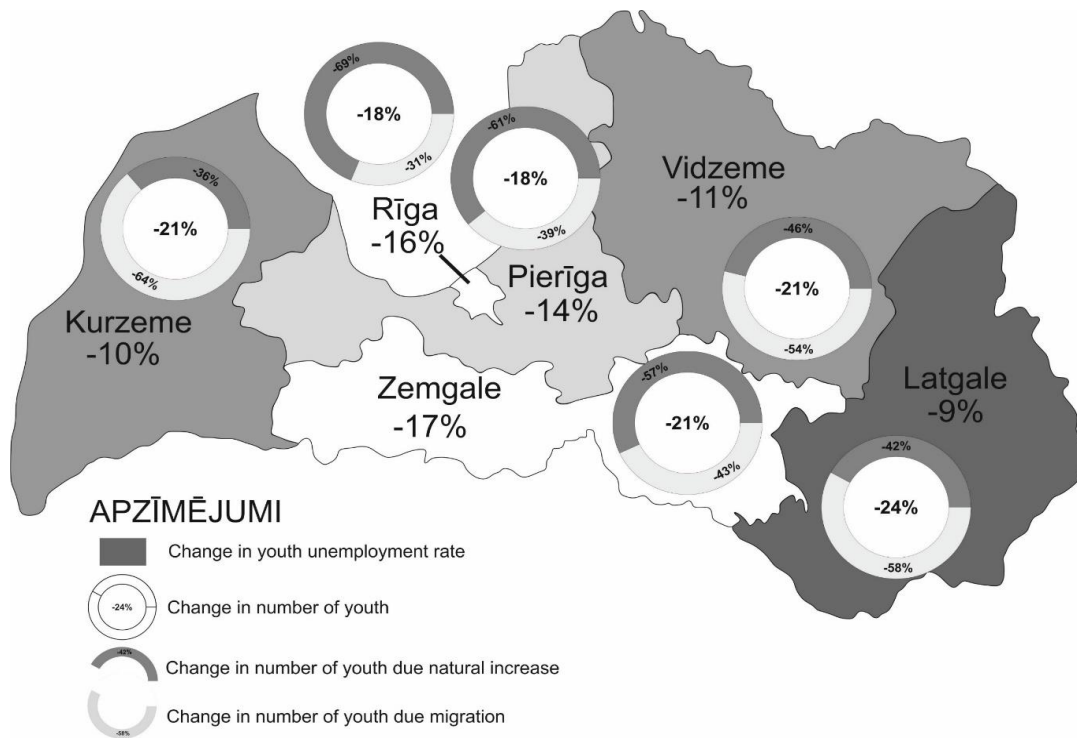 -69%
-18%
-31%
-61%
-18%
-39%
Rīga
-16%
Pierīga
-14%
Vidzeme
-11%
-46%
-21%
-54%
-36%
-21%
-64%
Kurzeme
-10%
Zemgale
-17%
-57%
-21%
-43%
Latgale
-9%
-42%
-24%
-58%
APZĪMĒJUMI
Change in youth unemployment rate
-24%
Change in number of youth
-42%
Change in number of youth due natural increase
Change in number of youth due migration
-58%